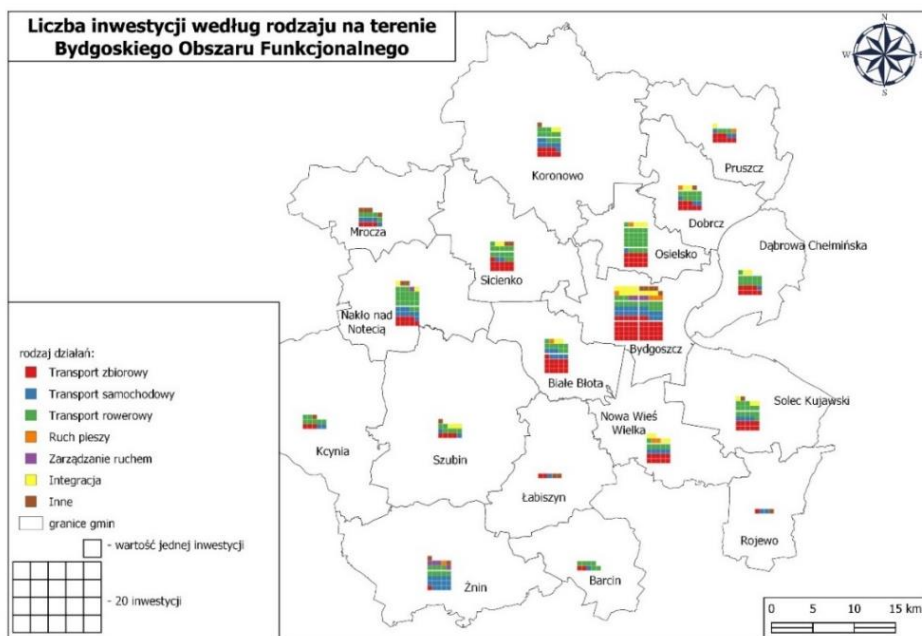 Liczba inwestycji według rodzaju na terenie
Bydgoskiego Obszaru Funkcjonalnego
N
W
E
S
Pruszcz
Koronowo
Dobrcz
Mrocza
Dąbrowa Chełmińska
Osielsko
Sicienko
Nakło nad
Notecią
Bydgoszcz
rodzaj działań:
Transport zbiorowy
Transport samochodowy
Transport rowerowy
Ruch pieszy
Zarządzanie ruchem
Integracja
Inne
granice gmin
- wartość jednej inwestycji
- 20 inwestycji
Białe Błota
Solec Kujawski
Nowa Wieś
Wielka
Kcynia
Szubin
Łabiszyn
Rojewo
Żnin
Barcin
0 5 10 15 km